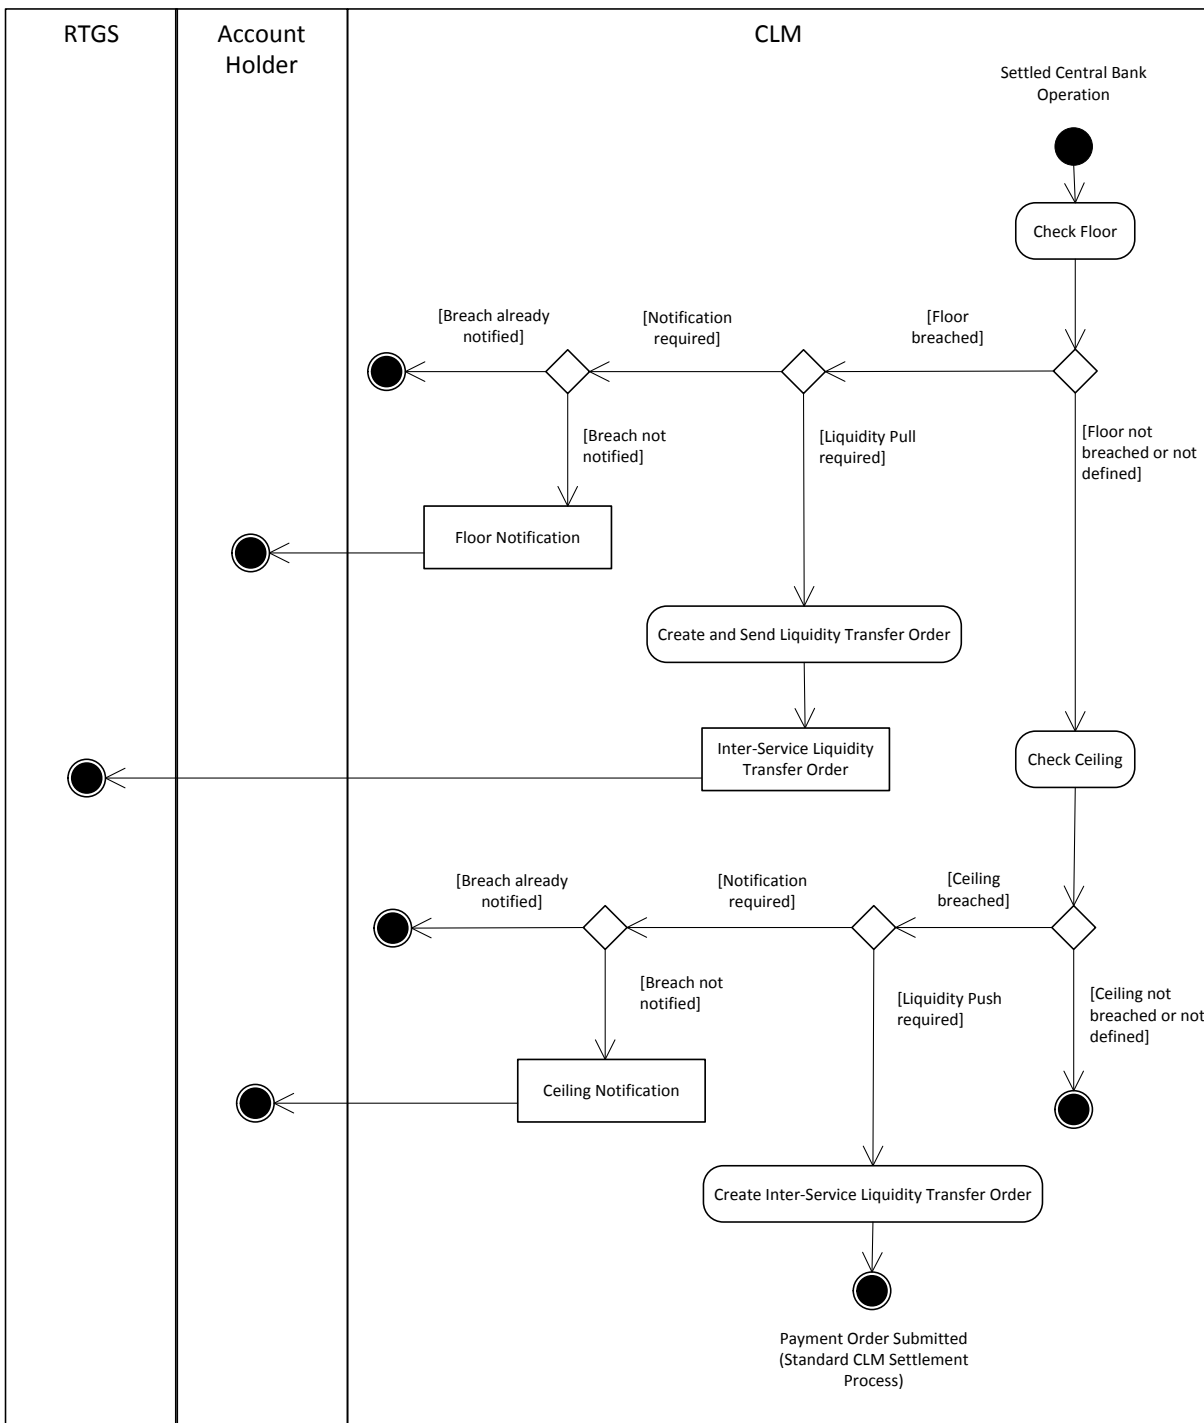 RTGS
Account
Holder
CLM
Settled Central Bank
Operation
Check Floor
[Breach already
notified]
[Notification
required]
[Floor
breached]
[Breach not
notified]
[Liquidity Pull
required]
[Floor not
breached or not
defined]
Floor Notification
Create and Send Liquidity Transfer Order
Inter-Service Liquidity
Transfer Order
Check Ceiling
[Breach already
notified]
[Notification
required]
[Ceiling
breached]
[Breach not
notified]
[Liquidity Push
required]
[Ceiling not
breached or not
defined]
Ceiling Notification
Create Inter-Service Liquidity Transfer Order
Payment Order Submitted
(Standard CLM Settlement
Process)